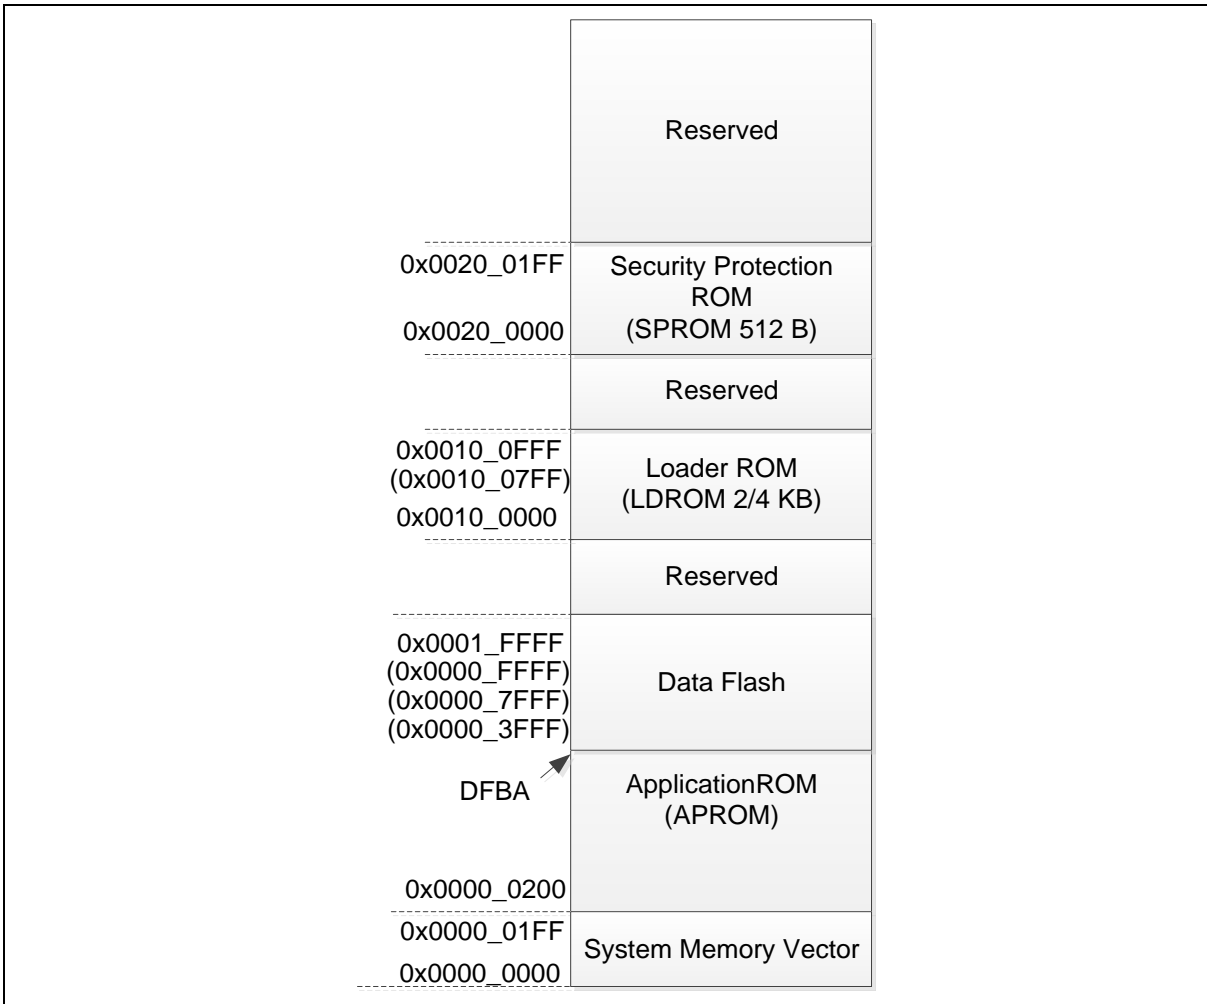 Reserved
0x0020_01FF
Security Protection
ROM
(SPROM 512 B)
0x0020_0000
Reserved
0x0010_0FFF
(0x0010_07FF)
0x0010_0000
Loader ROM
(LDROM 2/4 KB)
Reserved
0x0001_FFFF
(0x0000_FFFF)
(0x0000_7FFF)
(0x0000_3FFF)
Data Flash
DFBA
ApplicationROM
(APROM)
0x0000_0200
0x0000_01FF
System Memory Vector
0x0000_0000